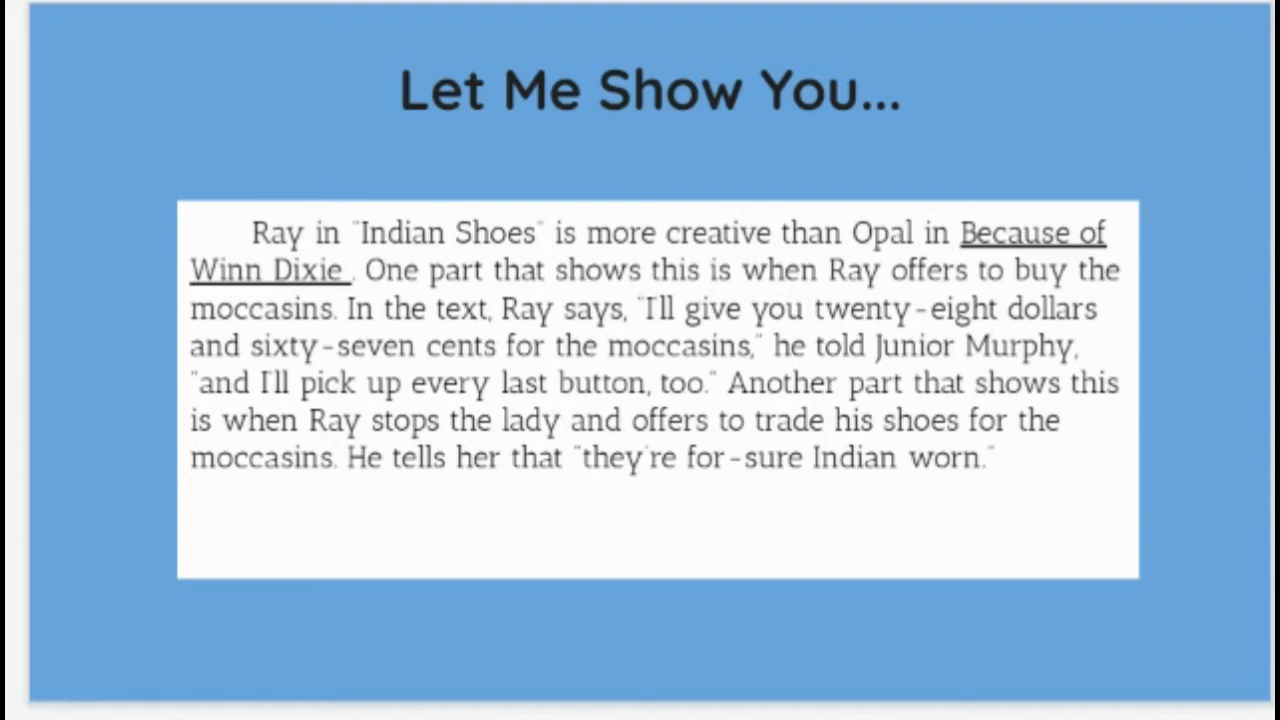 Let Me Show You...
Ray in "Indian Shoes" is more creative than Opal in Because of
Winn Dixie . One part that shows this is when Ray offers to buy the
moccasins. In the text, Ray says, "I'll give you twenty-eight dollars
and sixty-seven cents for the moccasins," he told Junior Murphy,
"and I'll pick up every last button, too." Another part that shows this
is when Ray stops the lady and offers to trade his shoes for the
moccasins. He tells her that "they're for-sure Indian worn."